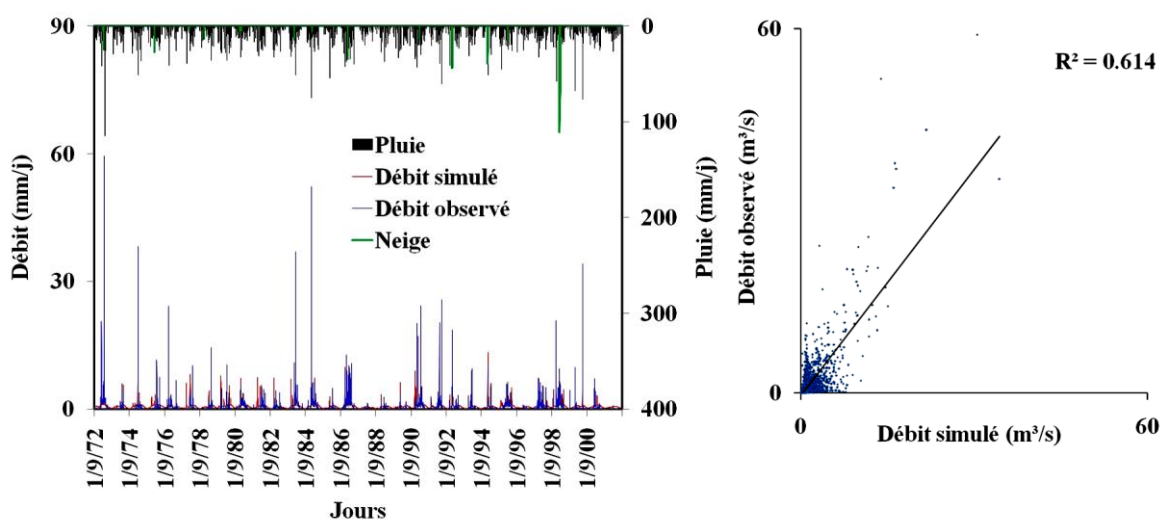 90
60
30
0
Débit (mm/j)
0
100
200
300
400
Pluie (mm/j)
Pluie
Débit simulé
Débit observé
Neige
1/9/72
1/9/74
1/9/76
1/9/78
1/9/80
1/9/82
1/9/84
1/9/86
1/9/88
1/9/90
1/9/92
1/9/94
1/9/96
1/9/98
1/9/00
Jours
60
0
Débit observé (m³/s)
R² = 0.614
0
60
Débit simulé (m³/s)